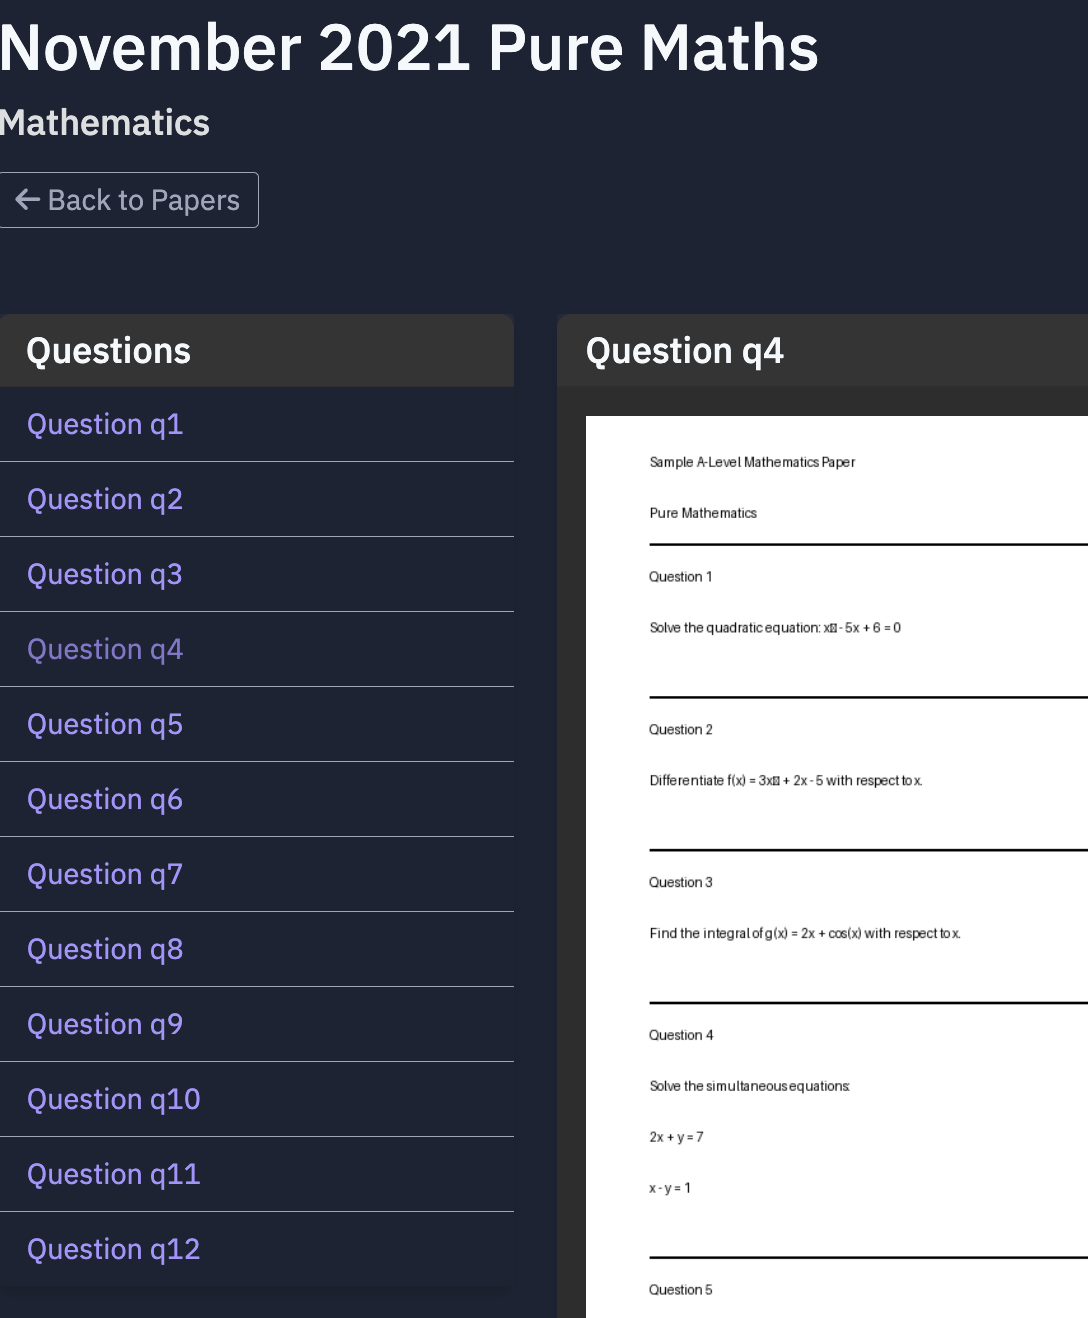 November 2021 Pure Maths
Mathematics
← Back to Papers
Questions
Question q1
Question q2
Question q3
Question q4
Question q5
Question q6
Question q7
Question q8
Question q9
Question q10
Question q11
Question q12
Question q4
Sample A-Level Mathematics Paper
Pure Mathematics
Question 1
Solve the quadratic equation: x - 5x + 6 = 0
Question 2
Differentiate f(x) = 3x + 2x - 5 with respect to x.
Question 3
Find the integral of g(x) = 2x + cos(x) with respect to x.
Question 4
Solve the simultaneous equations:
2x + y = 7
x - y = 1
Question 5